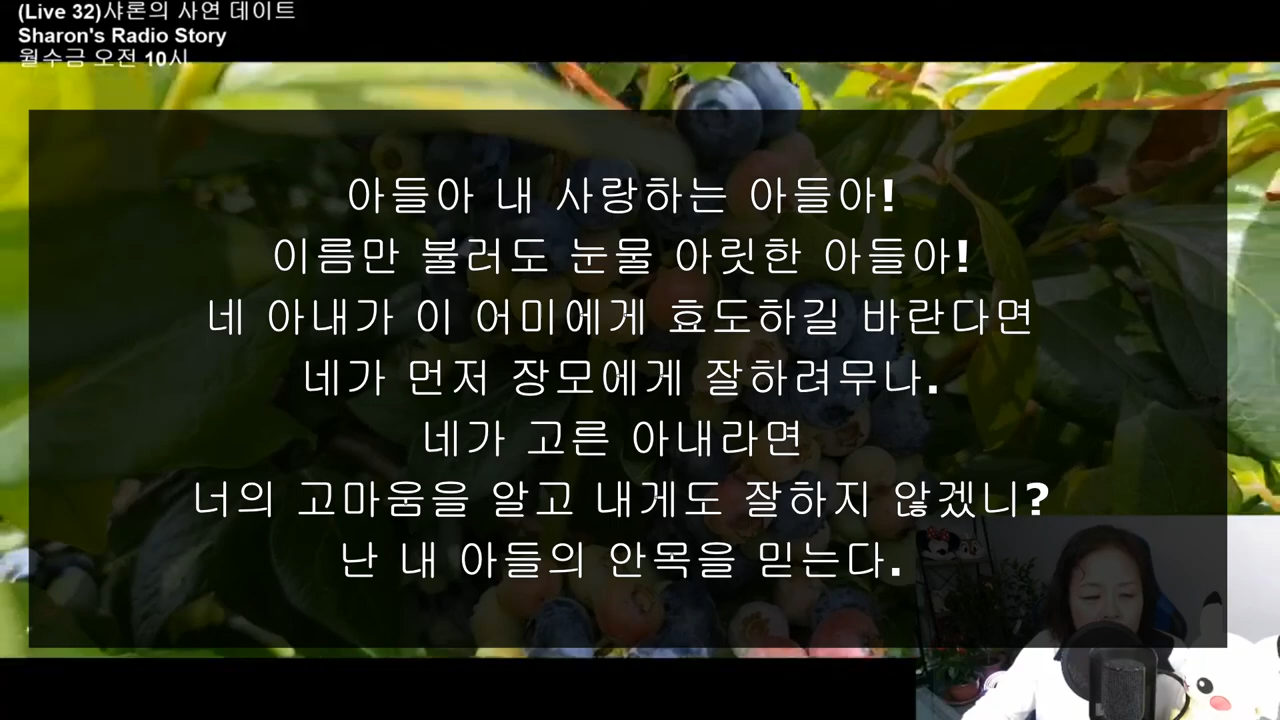 (Live 32)샤론의 사연 데이트
Sharon's Radio Story
월수금 오전 10시
아들아 내 사랑하는 아들아!
이름만 불러도 눈물 아릿한 아들아!
네 아내가 이 어미에게 효도하길 바란다면
네가 먼저 장모에게 잘하려무나.
네가 고른 아내라면
너의 고마움을 알고 내게도 잘하지 않겠니?
난 내 아들의 안목을 믿는다.